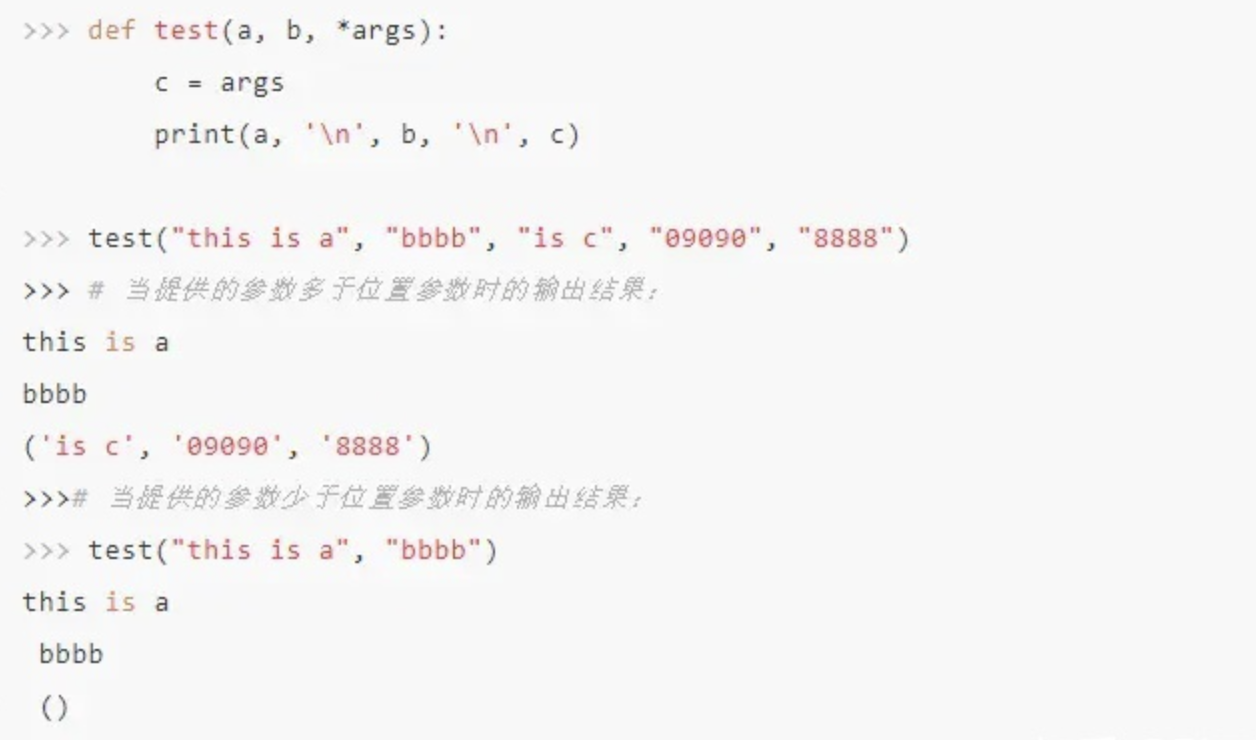 >>> def test(a, b, *args):
        c = args
        print(a, '\n', b, '\n', c)
>>> test("this is a", "bbbb", "is c", "09090", "8888")
>>> # 当提供的参数多于位置参数时的输出结果：
this is a
bbbb
('is c', '09090', '8888')
>>># 当提供的参数少于位置参数时的输出结果：
>>> test("this is a", "bbbb")
this is a
 bbbb
 ()